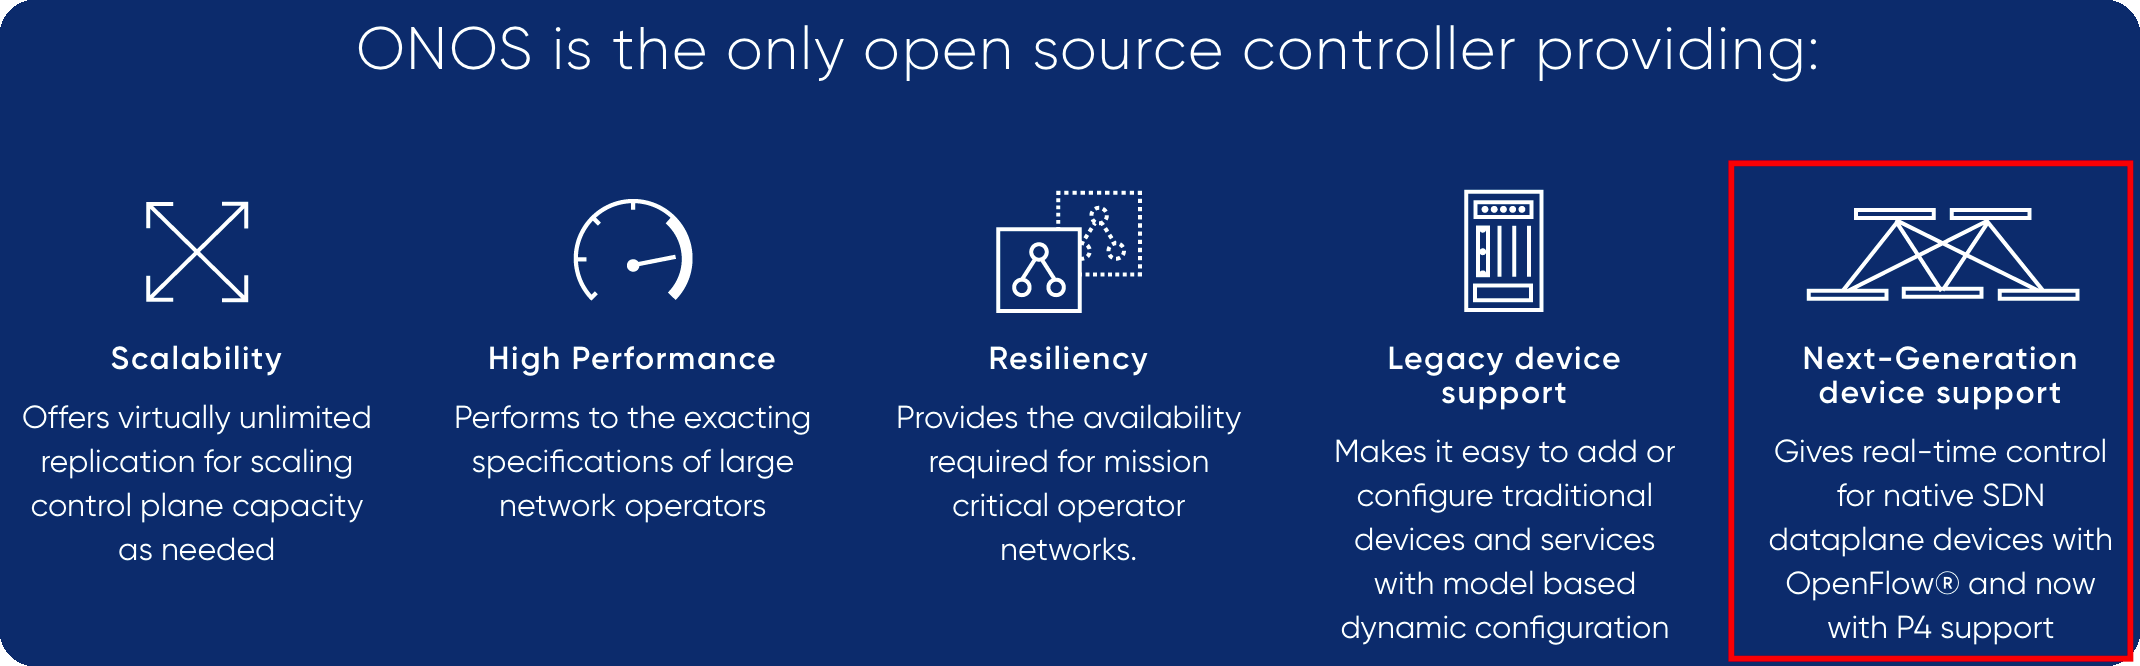 ONOS is the only open source controller providing:
Scalability
Offers virtually unlimited
replication for scaling
control plane capacity
as needed
High Performance
Performs to the exacting
specifications of large
network operators
Resiliency
Provides the availability
required for mission
critical operator
networks.
Legacy device
support
Makes it easy to add or
configure traditional
devices and services
with model based
dynamic configuration
Next-Generation
device support
Gives real-time control
for native SDN
dataplane devices with
OpenFlow® and now
with P4 support